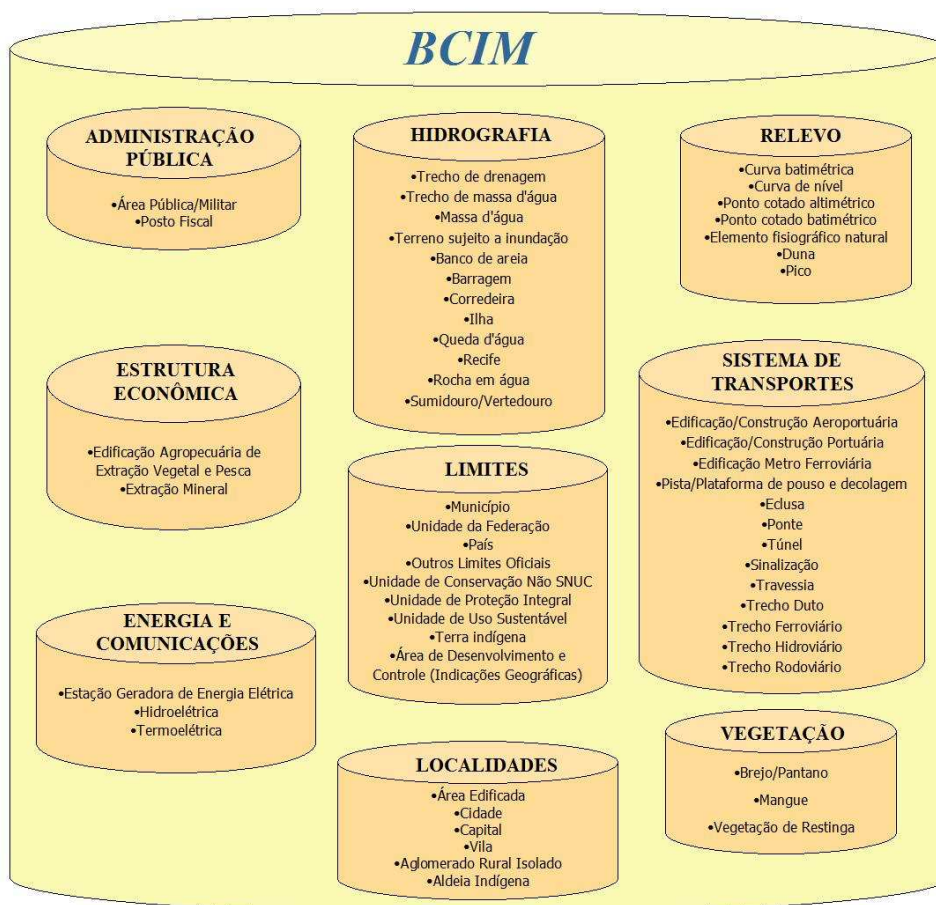 BCIM
ADMINISTRAÇÃO
PÚBLICA
•Área Pública/Militar
•Posto Fiscal
HIDROGRAFIA
•Trecho de drenagem
•Trecho de massa d'água
•Massa d'água
•Terreno sujeito a inundação
•Banco de areia
•Barragem
•Corredeira
•Ilha
•Queda d'água
•Recife
•Rocha em água
•Sumidouro/Vertedouro
RELEVO
•Curva batimétrica
•Curva de nível
•Ponto cotado altimétrico
•Ponto cotado batimétrico
•Elemento fisiográfico natural
•Duna
•Pico
ESTRUTURA
ECONÔMICA
•Edificação Agropecuária de
Extração Vegetal e Pesca
•Extração Mineral
LIMITES
•Município
•Unidade da Federação
•País
•Outros Limites Oficiais
•Unidade de Conservação Não SNUC
•Unidade de Proteção Integral
•Unidade de Uso Sustentável
•Terra indígena
•Área de Desenvolvimento e
Controle (Indicações Geográficas)
SISTEMA DE
TRANSPORTES
•Edificação/Construção Aeroportuária
•Edificação/Construção Portuária
•Edificação Metro Ferroviária
•Pista/Plataforma de pouso e decolagem
•Eclusa
•Ponte
•Túnel
•Sinalização
•Travessia
•Trecho Duto
•Trecho Ferroviário
•Trecho Hidroviário
•Trecho Rodoviário
ENERGIA E
COMUNICAÇÕES
•Estação Geradora de Energia Elétrica
•Hidroelétrica
•Termoelétrica
LOCALIDADES
•Área Edificada
•Cidade
•Capital
•Vila
•Aglomerado Rural Isolado
•Aldeia Indígena
VEGETAÇÃO
•Brejo/Pantano
•Mangue
•Vegetação de Restinga